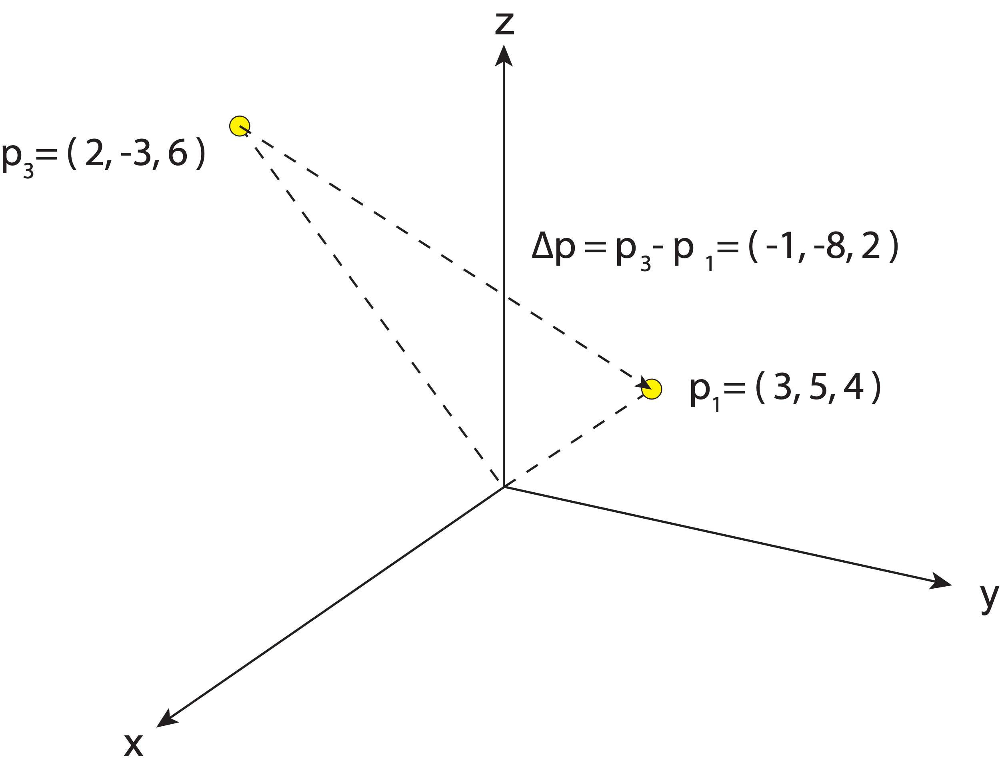 z
p₃= ( 2, -3, 6 )
Δp = p₃- p ₁= ( -1, -8, 2 )
p₁= ( 3, 5, 4 )
y
x